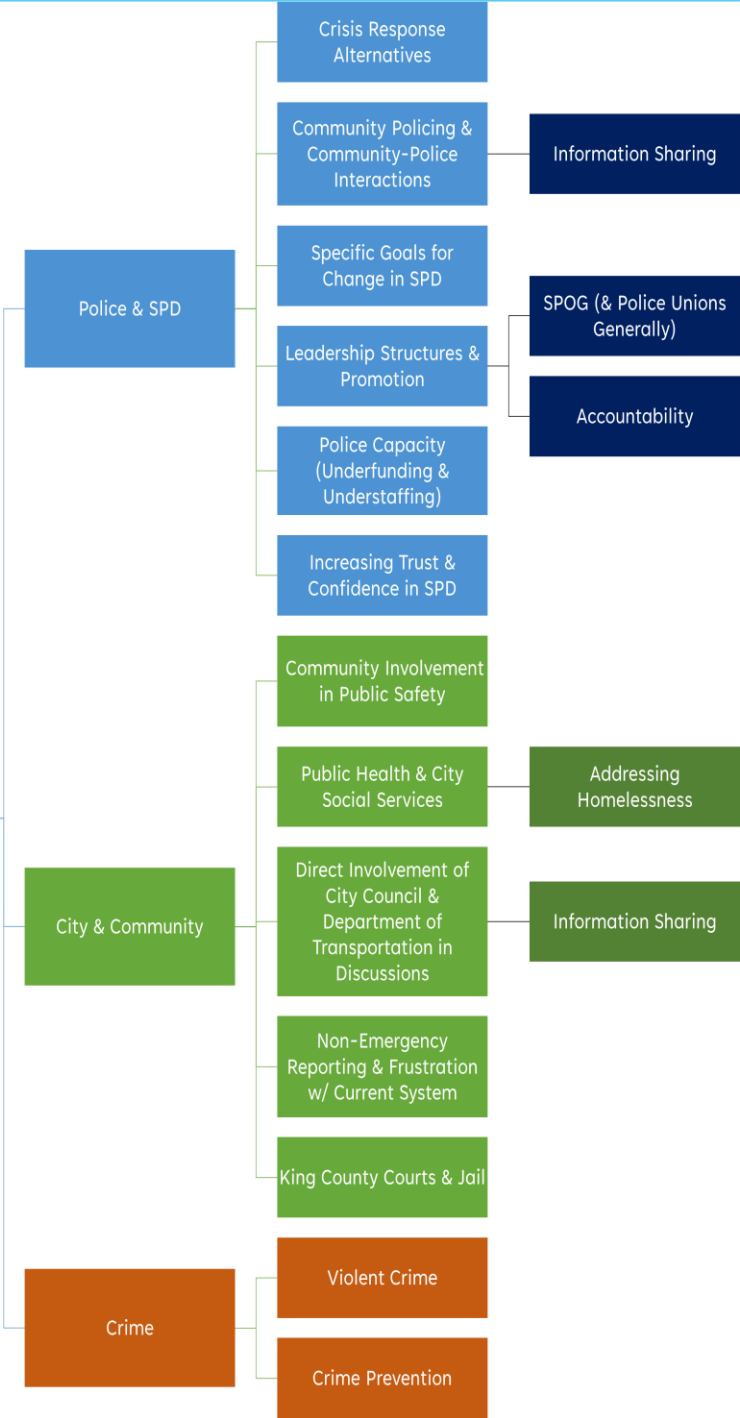 Police & SPD
Crisis Response
Alternatives
Community Policing &
Community-Police
Interactions
Information Sharing
Specific Goals for
Change in SPD
Leadership Structures &
Promotion
SPOG (& Police Unions
Generally)
Accountability
Police Capacity
(Underfunding &
Understaffing)
Increasing Trust &
Confidence in SPD
City & Community
Community Involvement
in Public Safety
Public Health & City
Social Services
Addressing
Homelessness
Direct Involvement of
City Council &
Department of
Transportation in
Discussions
Information Sharing
Non-Emergency
Reporting & Frustration
w/ Current System
King County Courts & Jail
Crime
Violent Crime
Crime Prevention